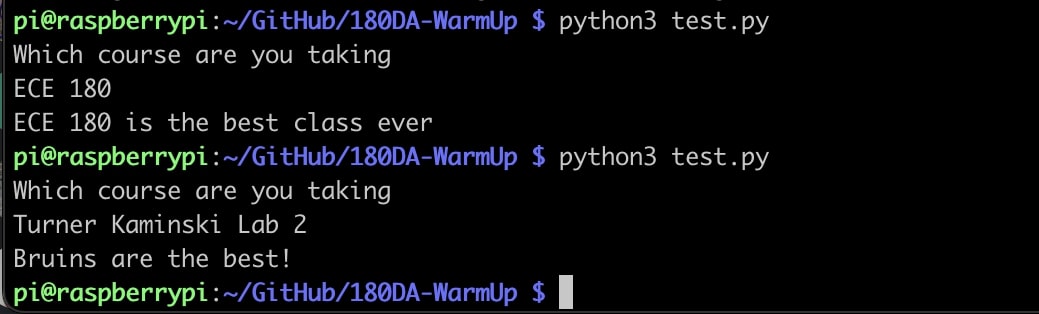 pi@raspberrypi:~/GitHub/180DA-WarmUp $ python3 test.py
Which course are you taking
ECE 180
ECE 180 is the best class ever
pi@raspberrypi:~/GitHub/180DA-WarmUp $ python3 test.py
Which course are you taking
Turner Kaminski Lab 2
Bruins are the best!
pi@raspberrypi:~/GitHub/180DA-WarmUp $